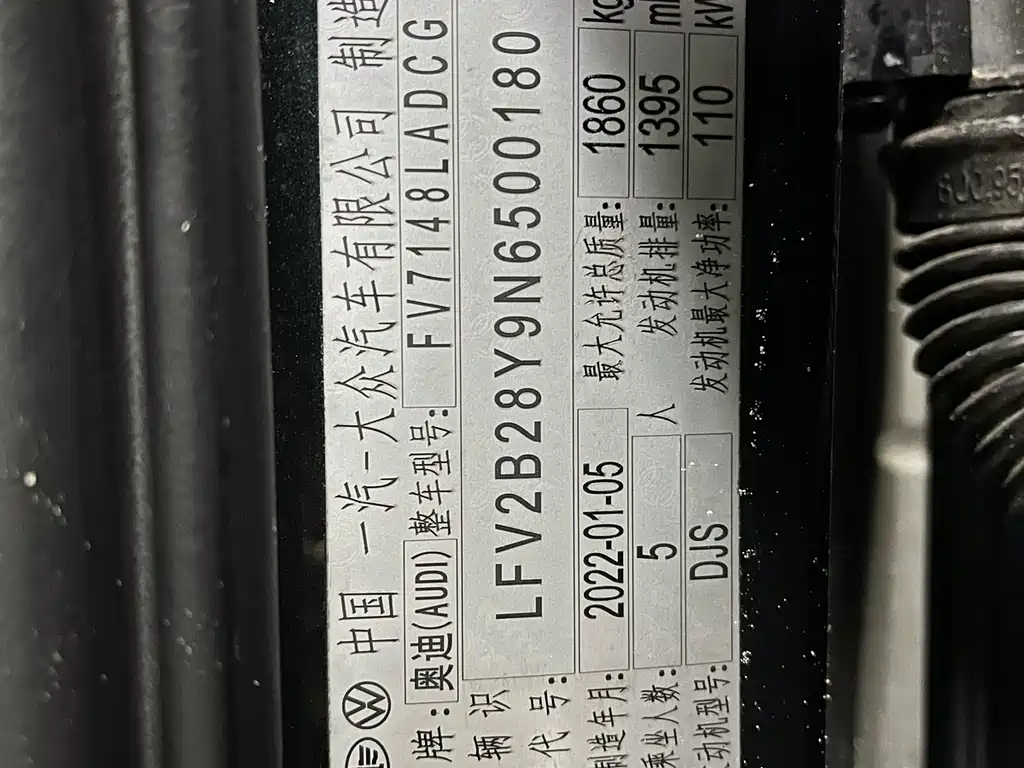 中国 一汽-大众汽车有限公司 制造
牌: 奥迪(AUDI) 整车型号: FV7148LADCG
辆识
代号: LFV2B28Y9N6500180
制造年月: 2022-01-05 最大允许总质量: 1860 kg
乘坐人数: 5 人 发动机排量: 1395 ml
发动机型号: DJS 发动机最大净功率: 110 kW